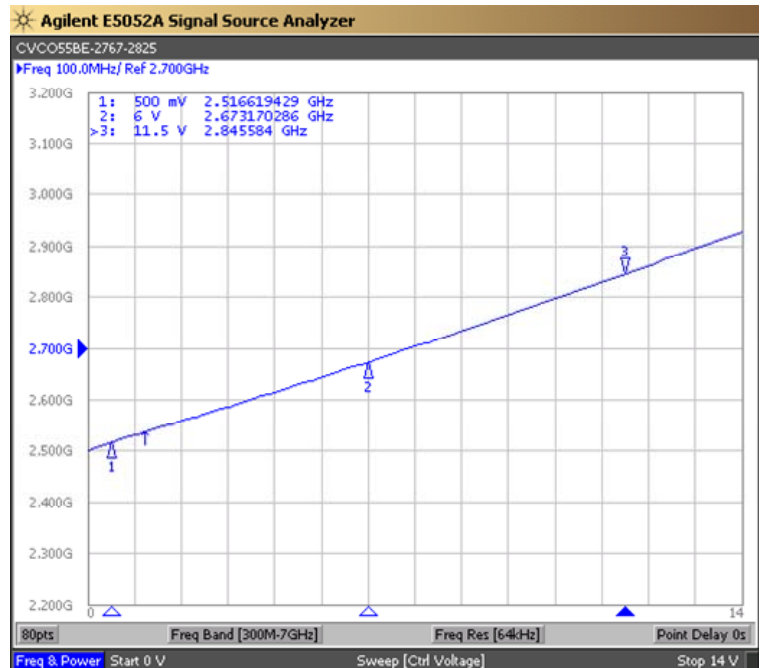 Agilent E5052A Signal Source Analyzer
CVCO55BE-2767-2825
Freq 100.0MHz/ Ref 2.700GHz
3.200G
1: 500 mV 2.516619429 GHz
2: 6 V 2.673170286 GHz
>3: 11.5 V 2.845584 GHz
3.100G
3.000G
2.900G
3
2.800G
2.700G
2
2.600G
2.500G
1
2.400G
2.300G
2.200G
0 14
80pts Freq Band [300M-7GHz] Freq Res [64kHz] Point Delay 0s
Freq & Power Start 0 V Sweep [Ctrl Voltage] Stop 14 V